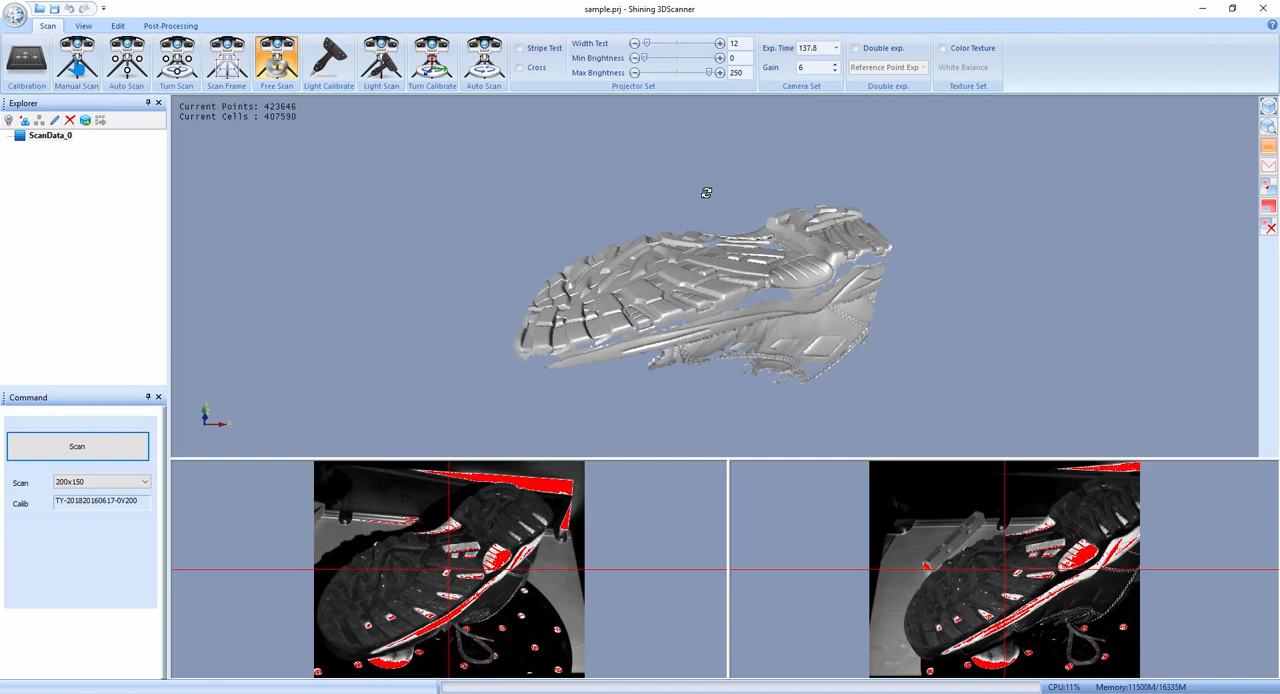 sample.prj - Shining 3DScanner
Scan View Edit Post-Processing
Stripe Test Width Test 12 Exp. Time 137.8 Double exp. Color Texture
Min Brightness 0
Cross Gain 6 Reference Point Exp White Balance
Max Brightness 250
Calibration Manual Scan Auto Scan Turn Scan Scan Frame Free Scan Light Calibrate Light Scan Turn Calibrate Auto Scan Projector Set Camera Set Double exp. Texture Set
Explorer
ScanData_0
Current Points: 423646
Current Cells : 407590
Command
Scan
Scan 200x150
Calib TY-201820160617-0V200
Y
X
CPU:11% Memory:11500M/16335M